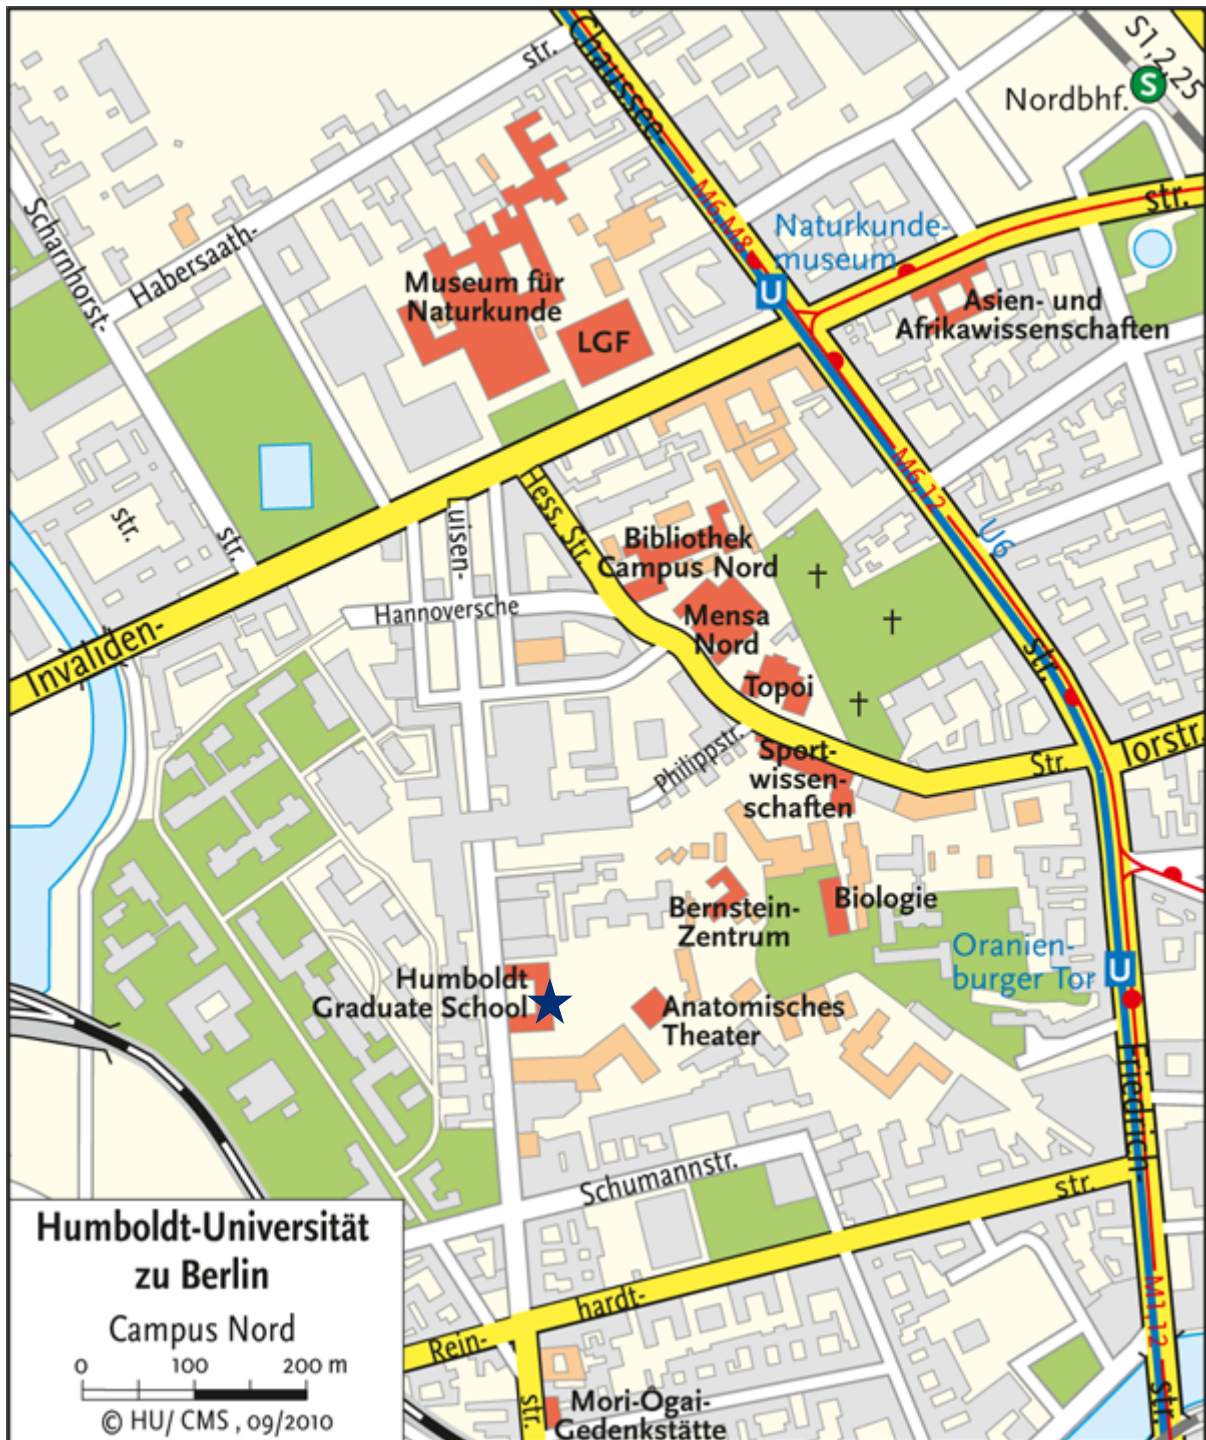 str.
Chaussee-
S1,2,25
S
Nordbhf.
M6,M8
str.
Scharnhorst-
Habersaath-
Naturkunde-
museum
U
Museum für
Naturkunde
LGF
Asien- und
Afrikawissenschaften
M6,12
U6
Hess. Str.
str.
str.
Luisen-
Bibliothek
Campus Nord
Hannoversche
Mensa
Nord
Invaliden-
str.
Topoi
Philippstr.
Sport-
wissen-
schaften
Str.
Torstr.
Bernstein-
Zentrum
Biologie
Oranien-
burger Tor
U
Humboldt
Graduate School
Anatomisches
Theater
Friedrich-
Schumannstr.
str.
Humboldt-Universität
zu Berlin
Campus Nord
0 100 200 m
© HU/ CMS , 09/2010
hardt-
Rein-
M1,12
str.
Mori-Ôgai-
Gedenkstätte
str.